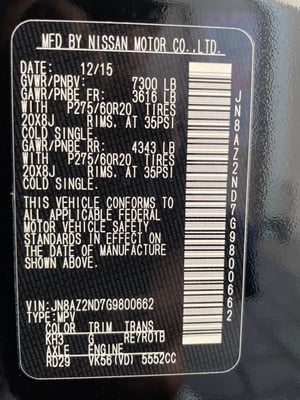 MFD BY NISSAN MOTOR CO.,LTD.
DATE: 12/15
GVWR/PNBV: 7300 LB
GAWR/PNBE FR: 3616 LB
WITH P275/60R20 TIRES
20X8J RIMS, AT 35PSI
COLD SINGLE.
GAWR/PNBE RR: 4343 LB
WITH P275/60R20 TIRES
20X8J RIMS, AT 35PSI
COLD SINGLE.
THIS VEHICLE CONFORMS TO
ALL APPLICABLE FEDERAL
MOTOR VEHICLE SAFETY
STANDARDS IN EFFECT ON
THE DATE OF MANUFACTURE
SHOWN ABOVE.
VIN:JN8AZ2ND7G9800662
TYPE:MPV
COLOR TRIM TRANS
KH3 G RE7R01B
AXLE ENGINE
RD29 VK56(VD) 5552CC
JN8AZ2ND7G9800662